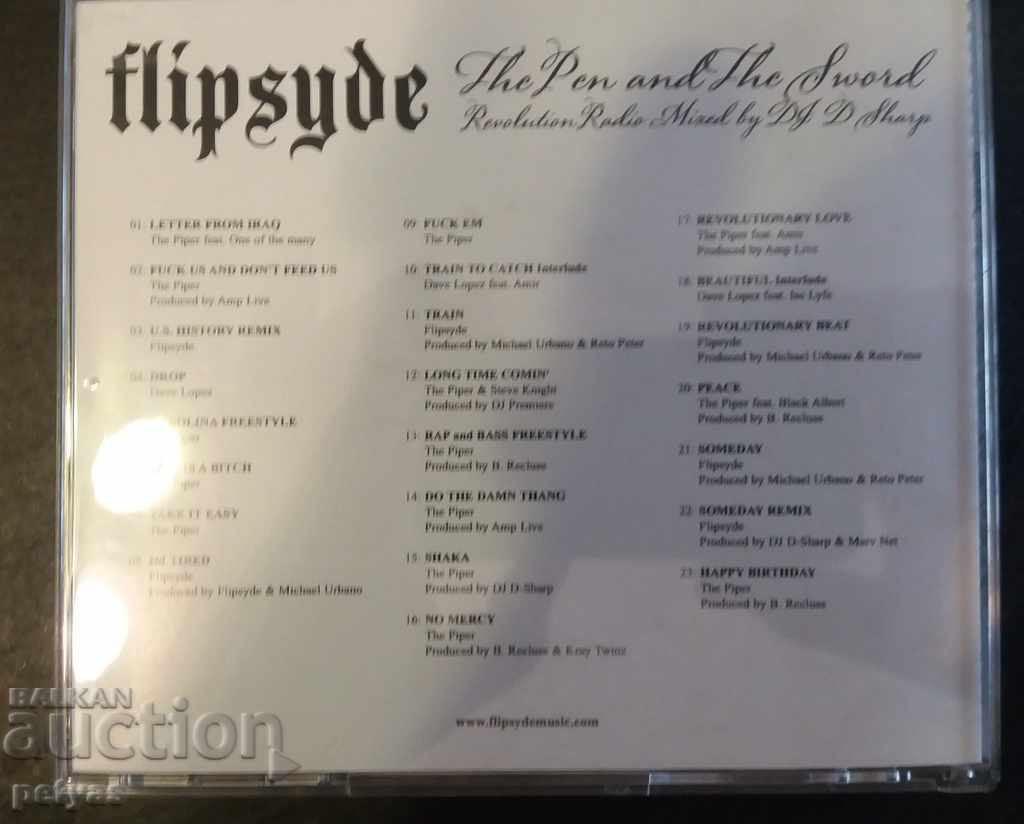 flipsyde
The Pen and The Sword
Revolution Radio Mixed by DJ D Sharp
01: LETTER FROM IRAQ
The Piper feat. One of the many
02: FUCK US AND DON'T FEED US
The Piper
Produced by Amp Live
03: U.S. HISTORY REMIX
Flipsyde
04: DROP
Dave Lopez
OLINA FREESTYLE
S A BITCH
TAKE IT EASY
The Piper
08: IM TIRED
Flipsyde
Produced by Flipsyde & Michael Urbano
09: FUCK EM
The Piper
10: TRAIN TO CATCH Interlude
Dave Lopez feat. Amir
11: TRAIN
Flipsyde
Produced by Michael Urbano & Reto Peter
12: LONG TIME COMIN'
The Piper & Steve Knight
Produced by DJ Premiere
13: RAP and BASS FREESTYLE
The Piper
Produced by B. Recluse
14: DO THE DAMN THANG
The Piper
Produced by Amp Live
15: SHAKA
The Piper
Produced by DJ D-Sharp
16: NO MERCY
The Piper
Produced by B. Recluse & Kray Twinz
17: REVOLUTIONARY LOVE
The Piper feat. Amir
Produced by Amp Live
18: BEAUTIFUL Interlude
Dave Lopez feat. Joe Lyfe
19: REVOLUTIONARY BEAT
Flipsyde
Produced by Michael Urbano & Reto Peter
20: PEACE
The Piper feat. Black Albert
Produced by B. Recluse
21: SOMEDAY
Flipsyde
Produced by Michael Urbano & Reto Peter
22: SOMEDAY REMIX
Flipsyde
Produced by DJ D-Sharp & Marv Net
23: HAPPY BIRTHDAY
The Piper
Produced by B. Recluse
www.flipsydemusic.com
BALKAN
auction
petyas